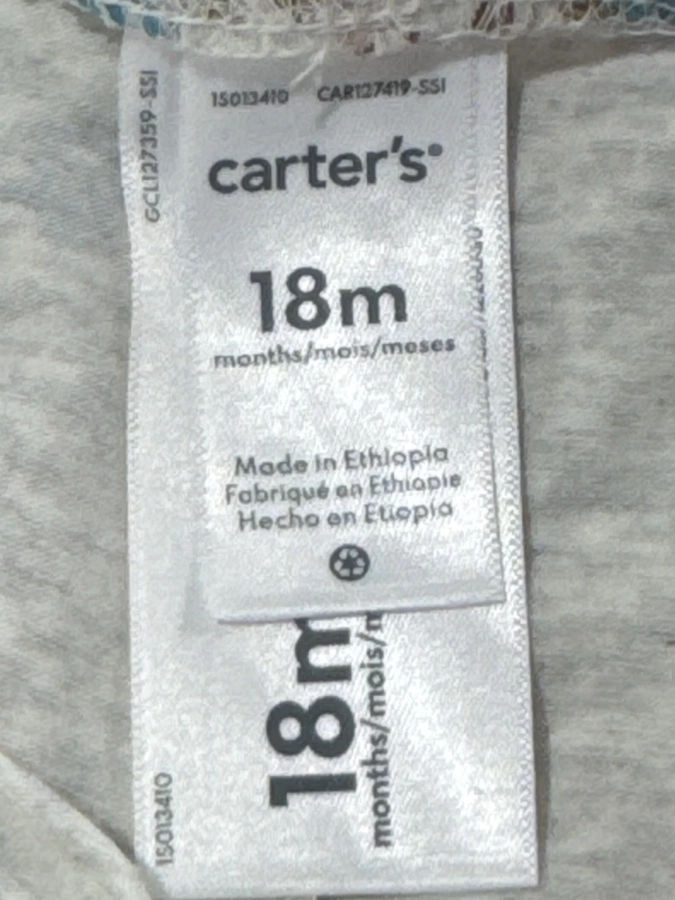 15013410 CAR127419-SSI
carter's®
18m
months/mois/meses
Made in Ethiopia
Fabriqué en Ethiopie
Hecho en Etiopía
GCL127359-SSI
15013410
18m
months/mois/m